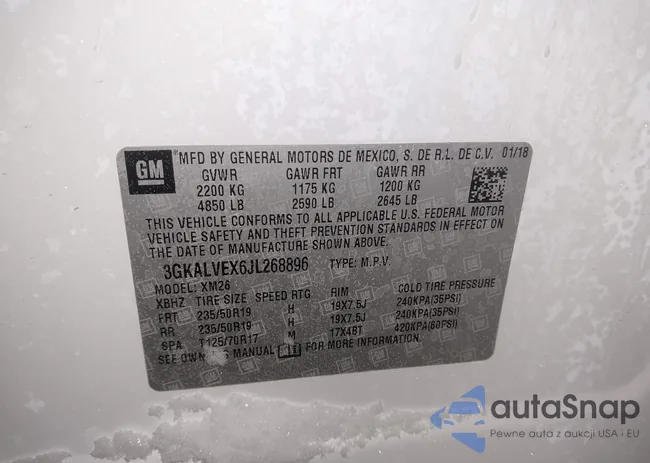 GM
MFD BY GENERAL MOTORS DE MEXICO, S. DE R.L. DE C.V. 01/18
GVWR GAWR FRT GAWR RR
2200 KG 1175 KG 1200 KG
4850 LB 2590 LB 2645 LB
THIS VEHICLE CONFORMS TO ALL APPLICABLE U.S. FEDERAL MOTOR
VEHICLE SAFETY AND THEFT PREVENTION STANDARDS IN EFFECT ON
THE DATE OF MANUFACTURE SHOWN ABOVE.
3GKALVEX6JL268896 TYPE: M.P.V.
MODEL: XM26
XBHZ TIRE SIZE SPEED RTG RIM COLD TIRE PRESSURE
FRT 235/50R19 H 19X7.5J 240KPA(35PSI)
RR 235/50R19 H 19X7.5J 240KPA(35PSI)
SPA T125/70R17 M 17X4BT 420KPA(60PSI)
SEE OWNERS MANUAL FOR MORE INFORMATION.
autaSnap
Pewne auta z aukcji USA i EU